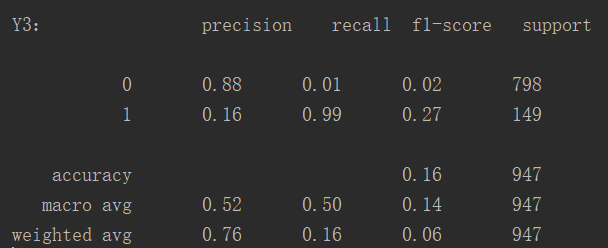 Y3: precision recall f1-score support
0 0.88 0.01 0.02 798
1 0.16 0.99 0.27 149
accuracy 0.16 947
macro avg 0.52 0.50 0.14 947
weighted avg 0.76 0.16 0.06 947